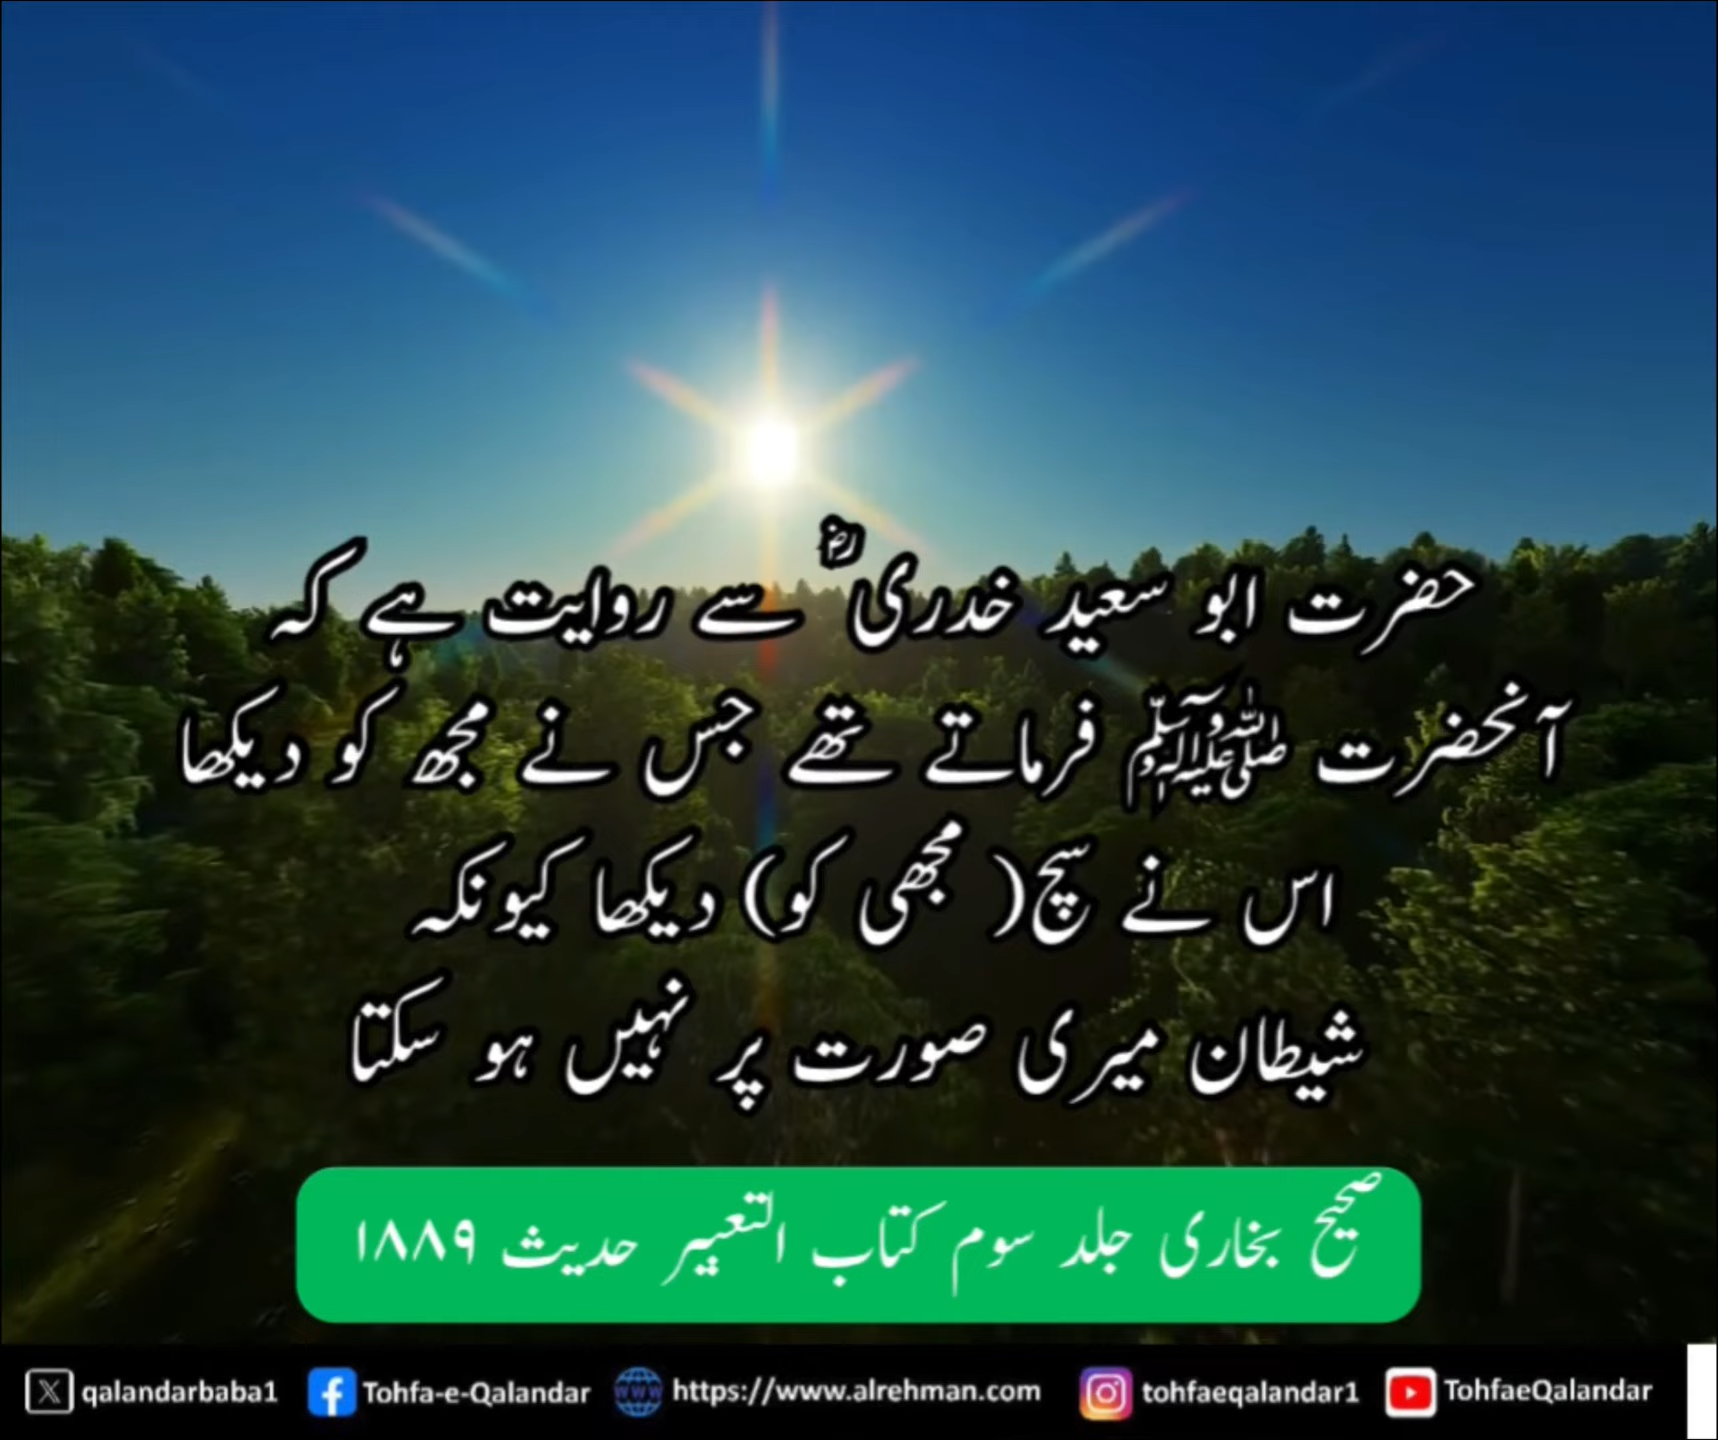 حضرت ابو سعید خدریؓ سے روایت ہے کہ
آنحضرت ﷺ فرماتے تھے جس نے مجھ کو دیکھا
اس نے سچ( مجھی کو) دیکھا کیونکہ
شیطان میری صورت پر نہیں ہو سکتا
صحیح بخاری جلد سوم کتاب التعبیر حدیث ۱۸۸۹
qalandarbaba1 Tohfa-e-Qalandar https://www.alrehman.com tohfaeqalandar1 TohfaeQalandar